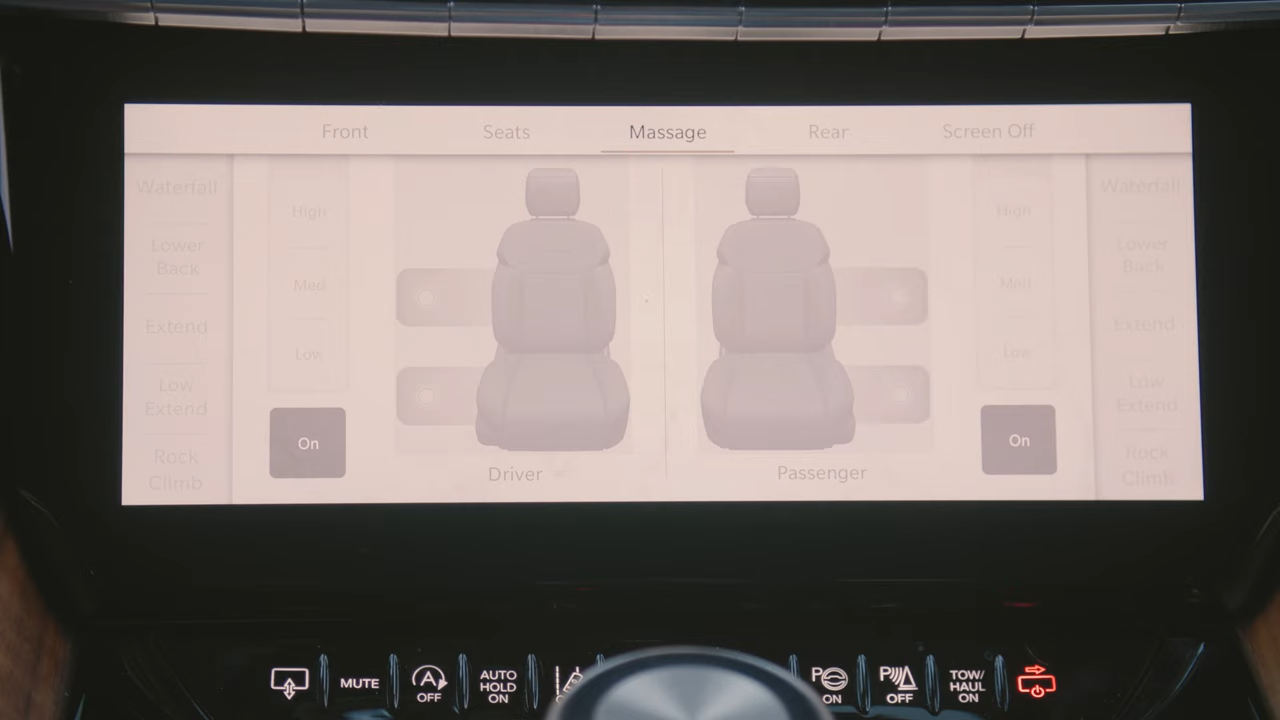 Front Seats Massage Rear Screen Off
Waterfall
Lower
Back
Extend
Low
Extend
Rock
Climb
High
Med
Low
On
Driver
Passenger
High
Med
Low
On
Waterfall
Lower
Back
Extend
Low
Extend
Rock
Climb
MUTE
A
OFF
AUTO
HOLD
ON
P
ON
P
OFF
TOW/
HAUL
ON